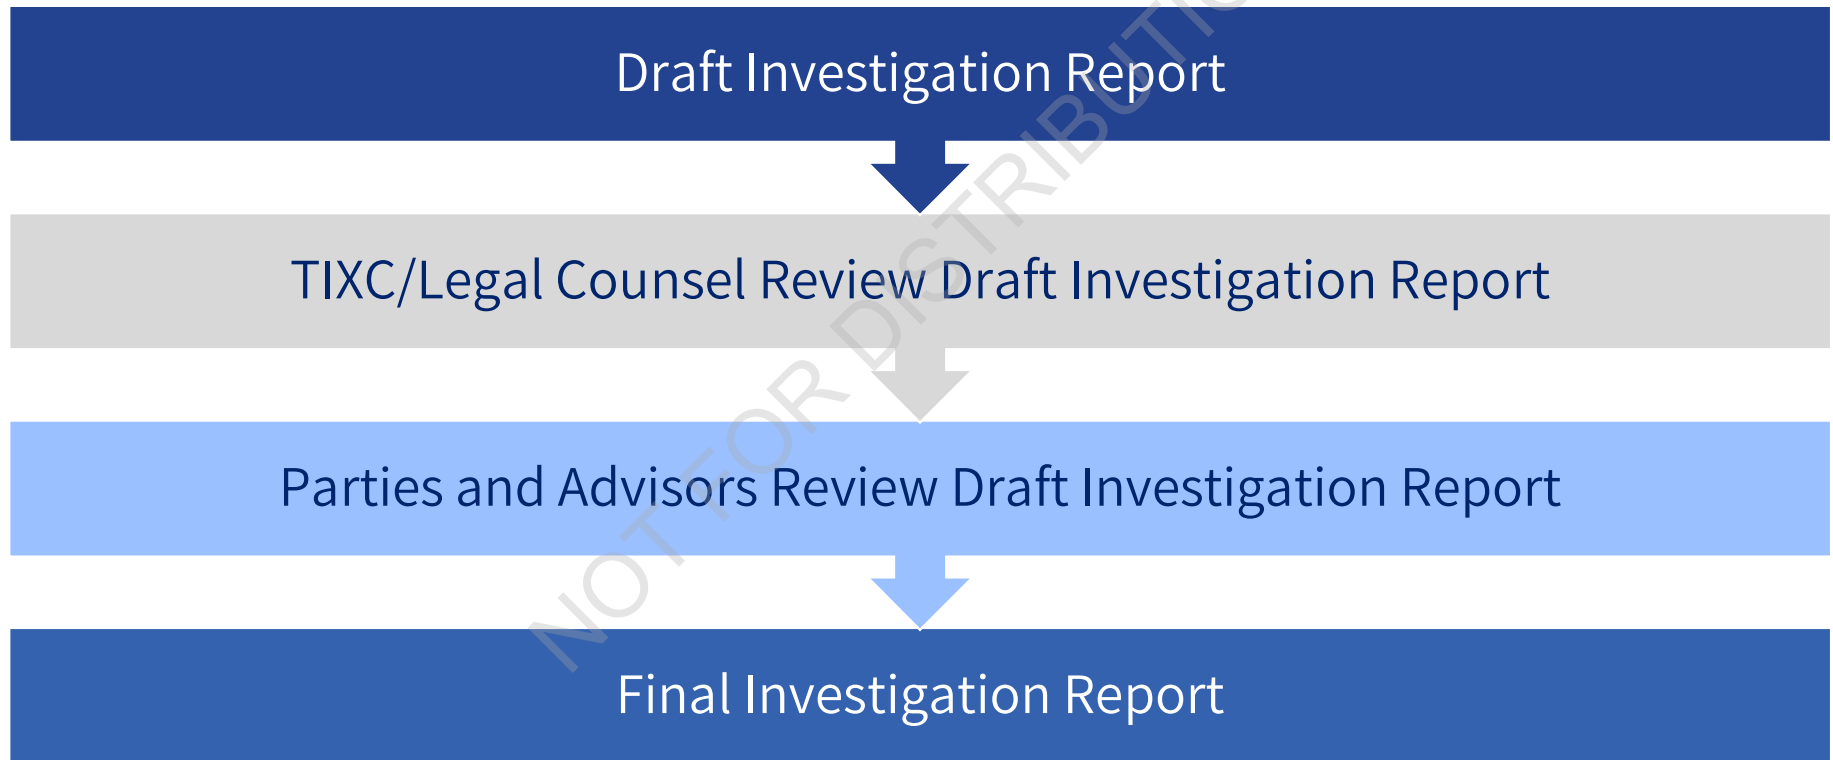 Draft Investigation Report
TIXC/Legal Counsel Review Draft Investigation Report
Parties and Advisors Review Draft Investigation Report
Final Investigation Report
NOT FOR DISTRIBUTIO